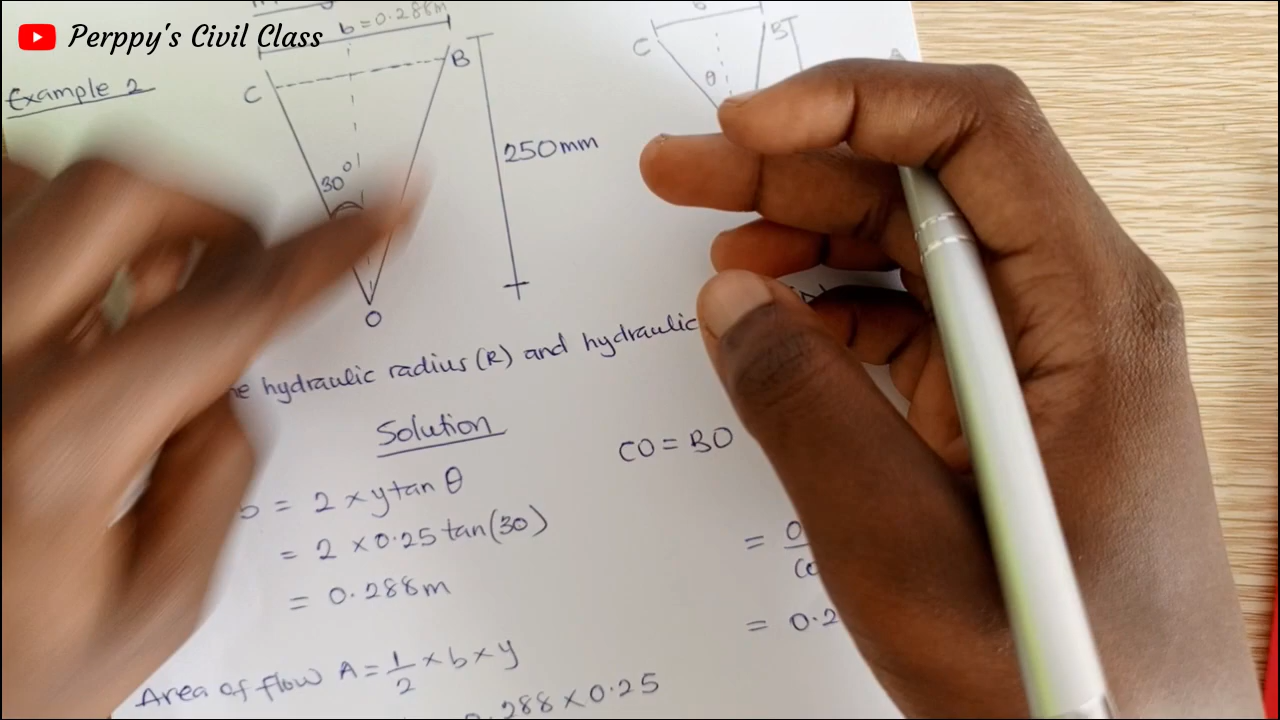 Perppy's Civil Class
b = 0.288m
Example 2
C
B
30°
250mm
O
C
B
θ
hydraulic radius (R) and hydraulic
Solution
b = 2 × y tan θ
= 2 × 0.25 tan(30)
= 0.288m
Area of flow A = 1/2 × b × y
0.288 × 0.25
CO = BO
=
= 0.2